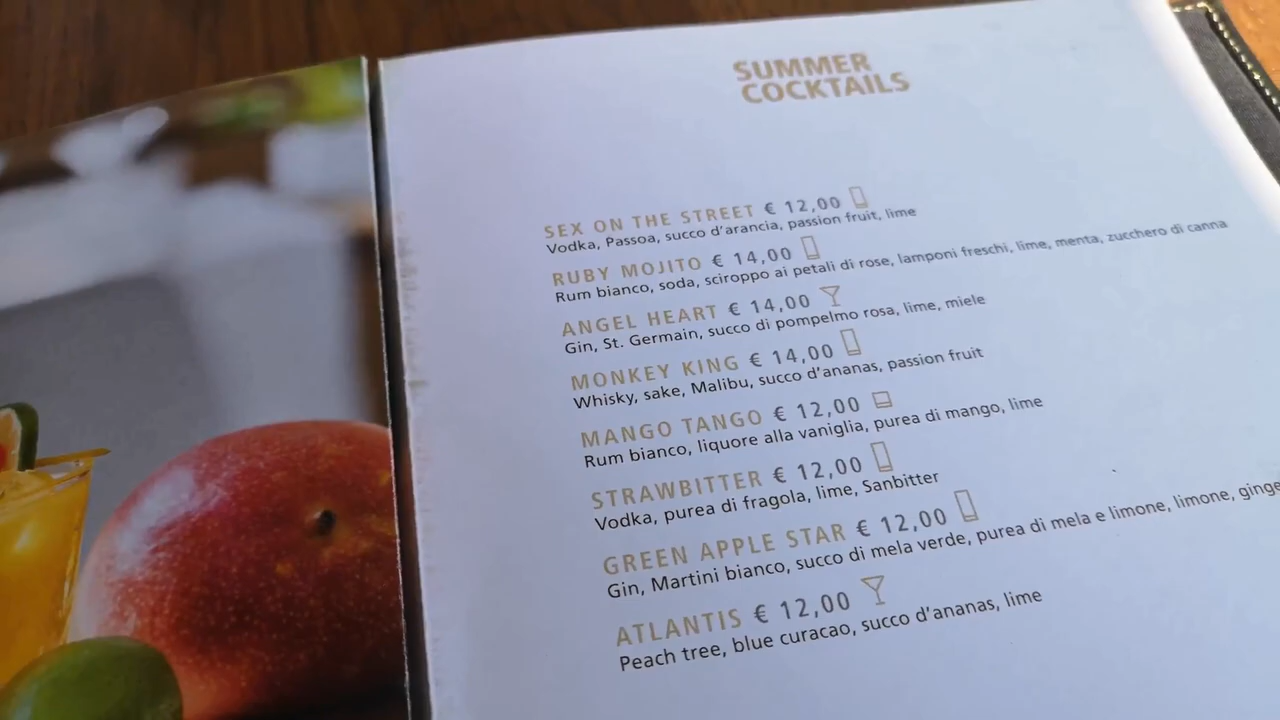 SUMMER
COCKTAILS
SEX ON THE STREET € 12,00
Vodka, Passoa, succo d'arancia, passion fruit, lime
RUBY MOJITO € 14,00
Rum bianco, soda, sciroppo ai petali di rose, lamponi freschi, lime, menta, zucchero di canna
ANGEL HEART € 14,00
Gin, St. Germain, succo di pompelmo rosa, lime, miele
MONKEY KING € 14,00
Whisky, sake, Malibu, succo d'ananas, passion fruit
MANGO TANGO € 12,00
Rum bianco, liquore alla vaniglia, purea di mango, lime
STRAWBITTER € 12,00
Vodka, purea di fragola, lime, Sanbitter
GREEN APPLE STAR € 12,00
Gin, Martini bianco, succo di mela verde, purea di mela e limone, limone,
ATLANTIS € 12,00
Peach tree, blue curacao, succo d'ananas, lime